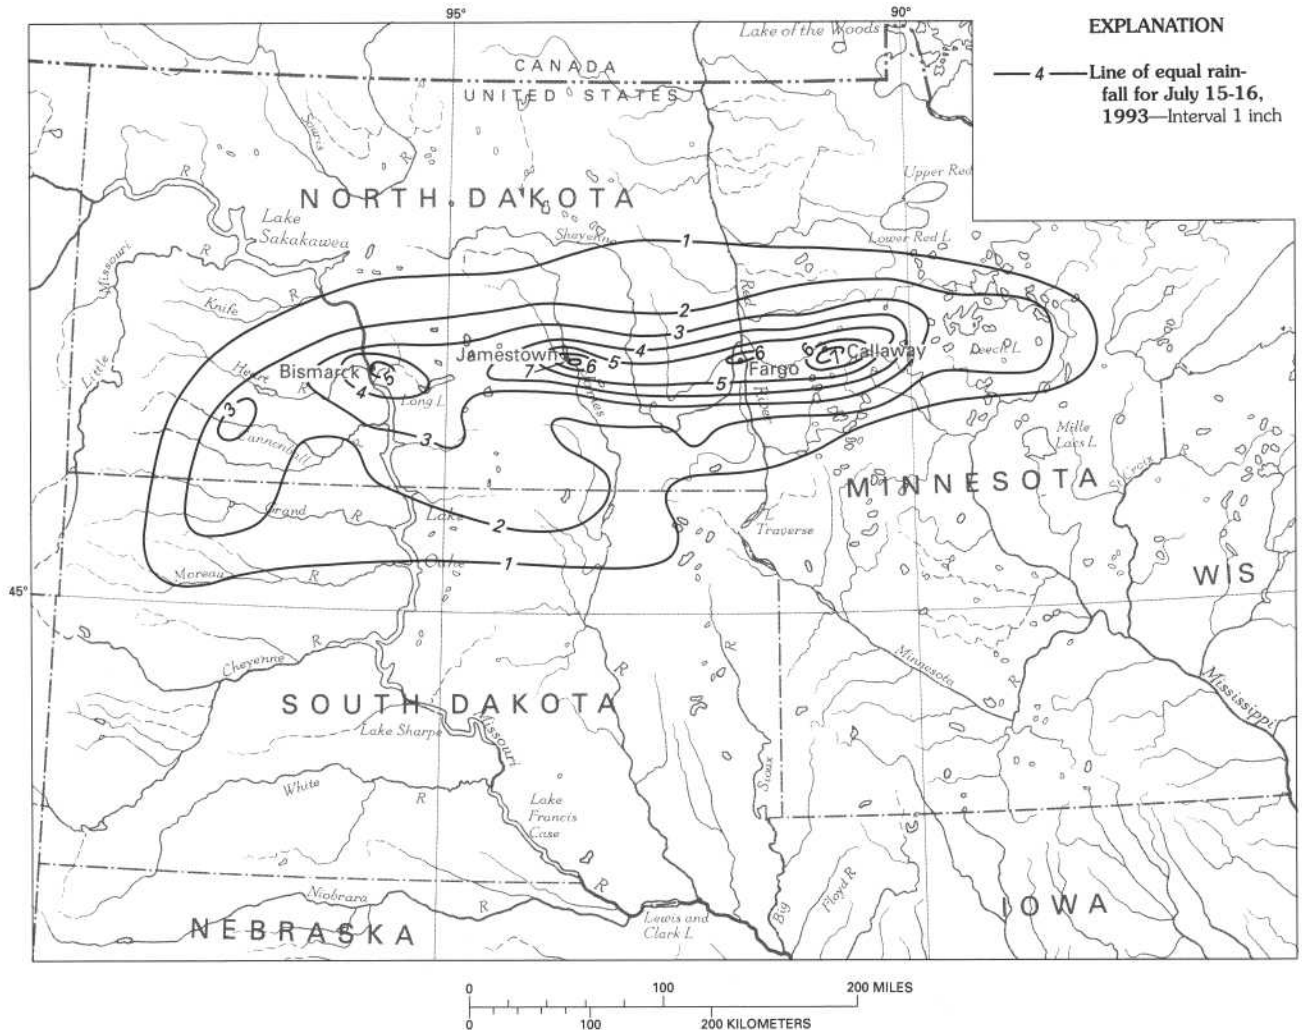 95°
90°
EXPLANATION
4
Line of equal rain-
fall for July 15-16,
1993—Interval 1 inch
Lake of the Woods
CANADA
UNITED STATES
Souris
R
R
Upper Red
NORTH DAKOTA
Lake
Sakakawea
Sheyenne
1
Lower Red L
Missouri
R
Little
Knife
R
Red
2
3
4
5
6
Jamestown
7
6
Fargo
6
7
Callaway
Leech L
Bismarck
5
4
Heart
R
Long L
James
5
River
3
Cannonball
R
3
Mille
Lacs L
St Croix
MINNESOTA
Grand
R
Lake
Oahe
2
L
Traverse
1
Moreau
R
45°
WIS
Cheyenne
R
R
R
Minnesota
R
Mississippi
SOUTH DAKOTA
Lake Sharpe
Missouri
Sioux
White
R
Lake
Francis
Case
Niobrara
R
R
Lewis and
Clark L
Big
Floyd R
NEBRASKA
IOWA
0
100
200 MILES
0
100
200 KILOMETERS